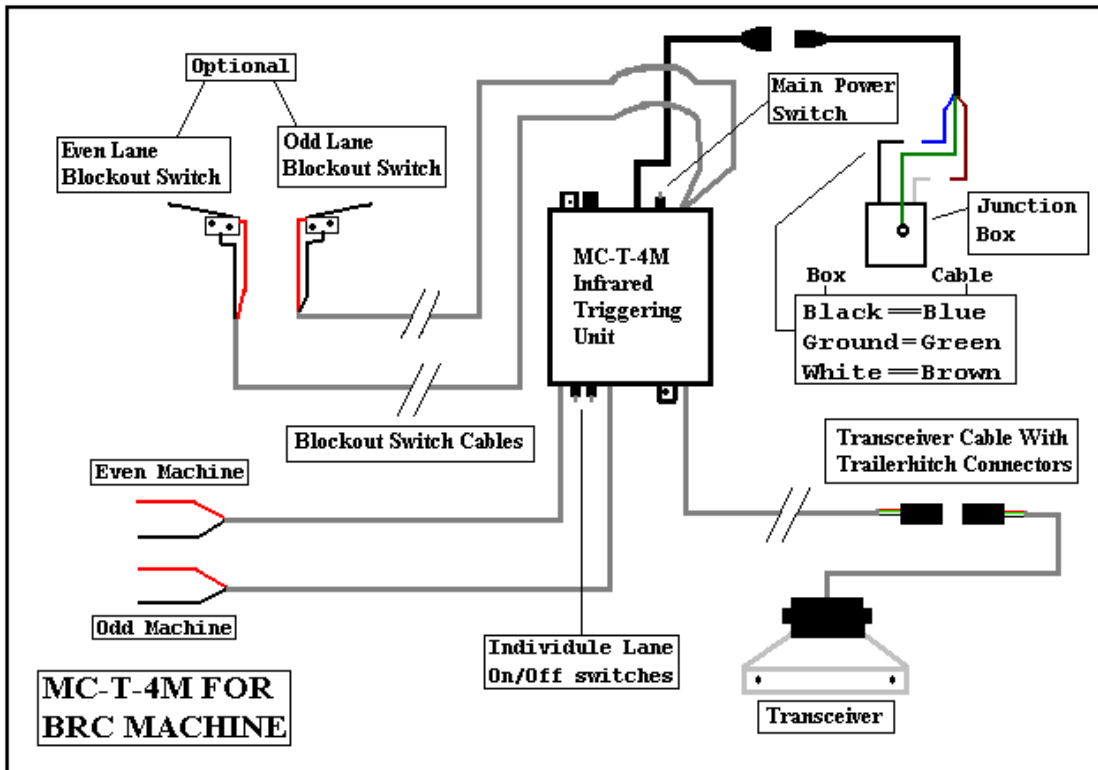 Optional
Even Lane
Blockout Switch
Odd Lane
Blockout Switch
Main Power
Switch
MC-T-4M
Infrared
Triggering
Unit
Junction
Box
Box Cable
Black══Blue
Ground=Green
White══Brown
Blockout Switch Cables
Transceiver Cable With
Trailerhitch Connectors
Even Machine
Odd Machine
Individule Lane
On/Off switches
Transceiver
MC-T-4M FOR
BRC MACHINE